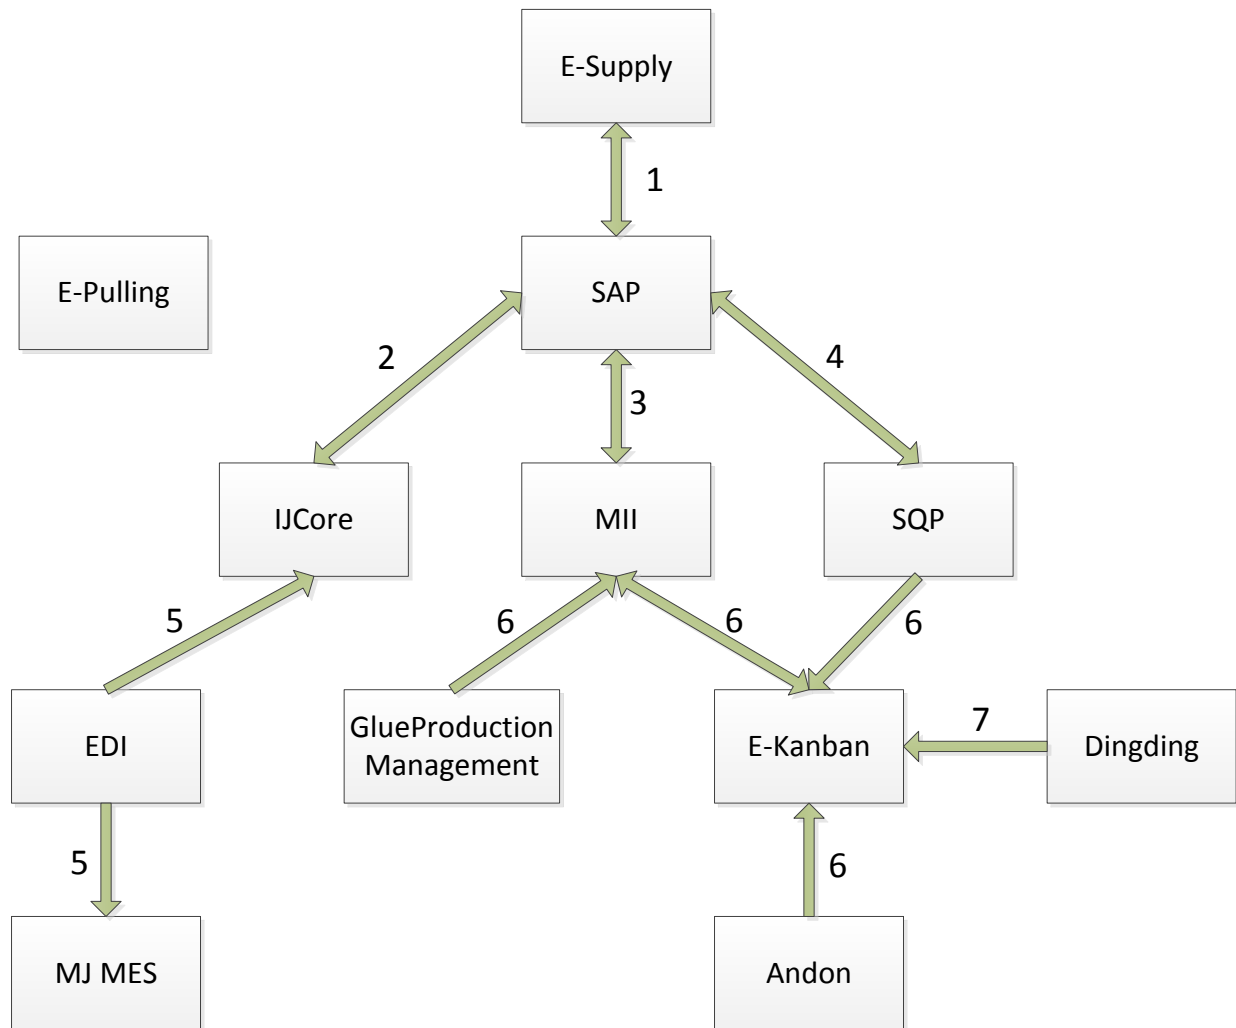 E-Supply
1
E-Pulling
SAP
2
3
4
IJCore
MII
SQP
5
6
6
6
EDI
GlueProduction
Management
E-Kanban
7
Dingding
5
6
MJ MES
Andon